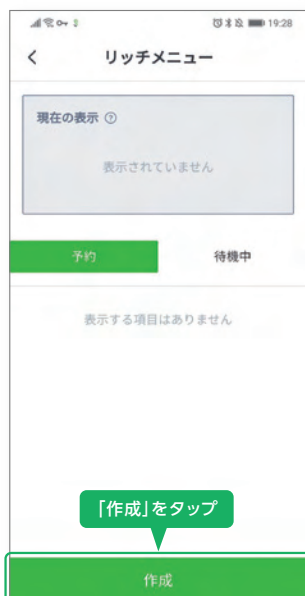 19:28
リッチメニュー
現在の表示
表示されていません
予約 待機中
表示する項目はありません
「作成」をタップ
作成